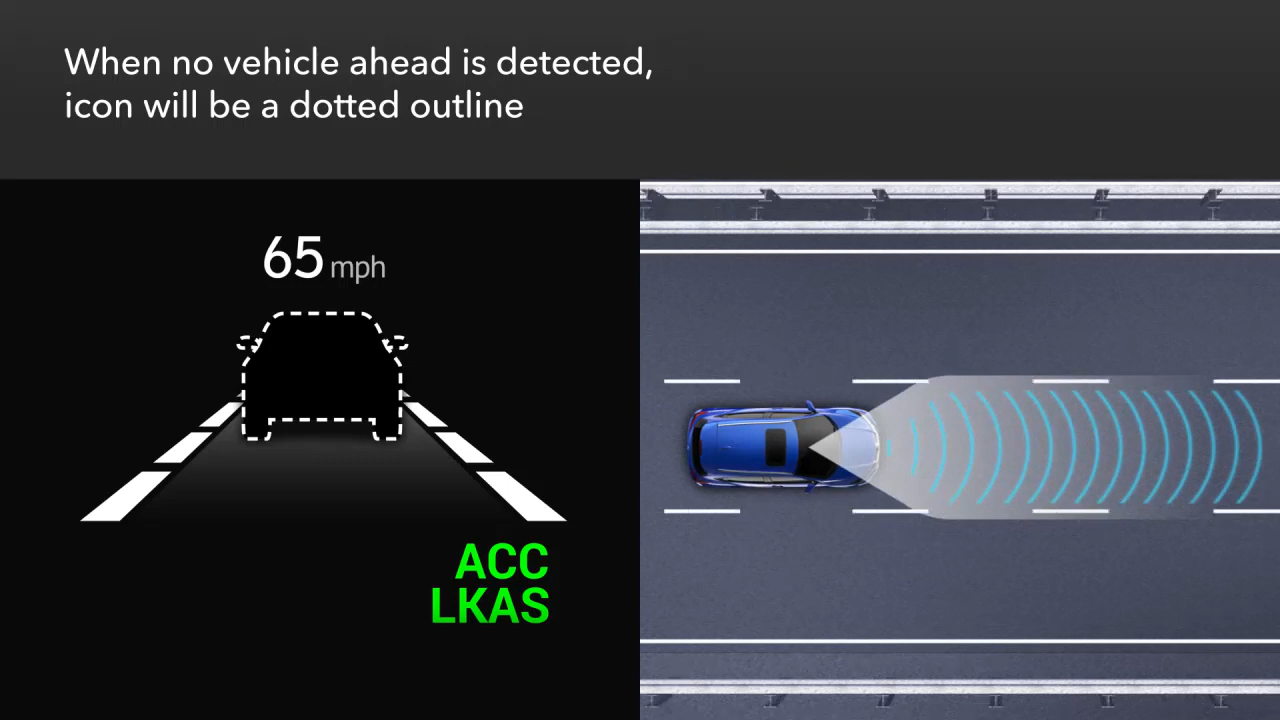 When no vehicle ahead is detected,
icon will be a dotted outline
65 mph
ACC
LKAS